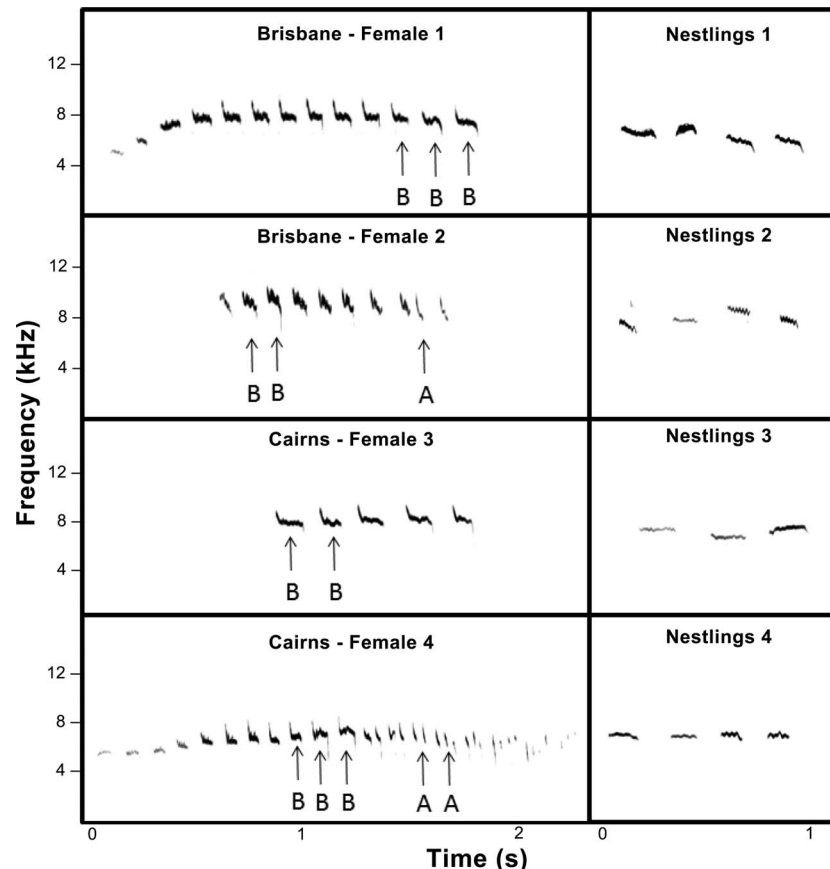 Brisbane - Female 1
Nestlings 1
12
8
4
B B B
Brisbane - Female 2
Nestlings 2
12
8
4
B B A
Cairns - Female 3
Nestlings 3
12
8
4
B B
Cairns - Female 4
Nestlings 4
12
8
4
B B B A A
0 1 2 0 1
Time (s)
Frequency (kHz)